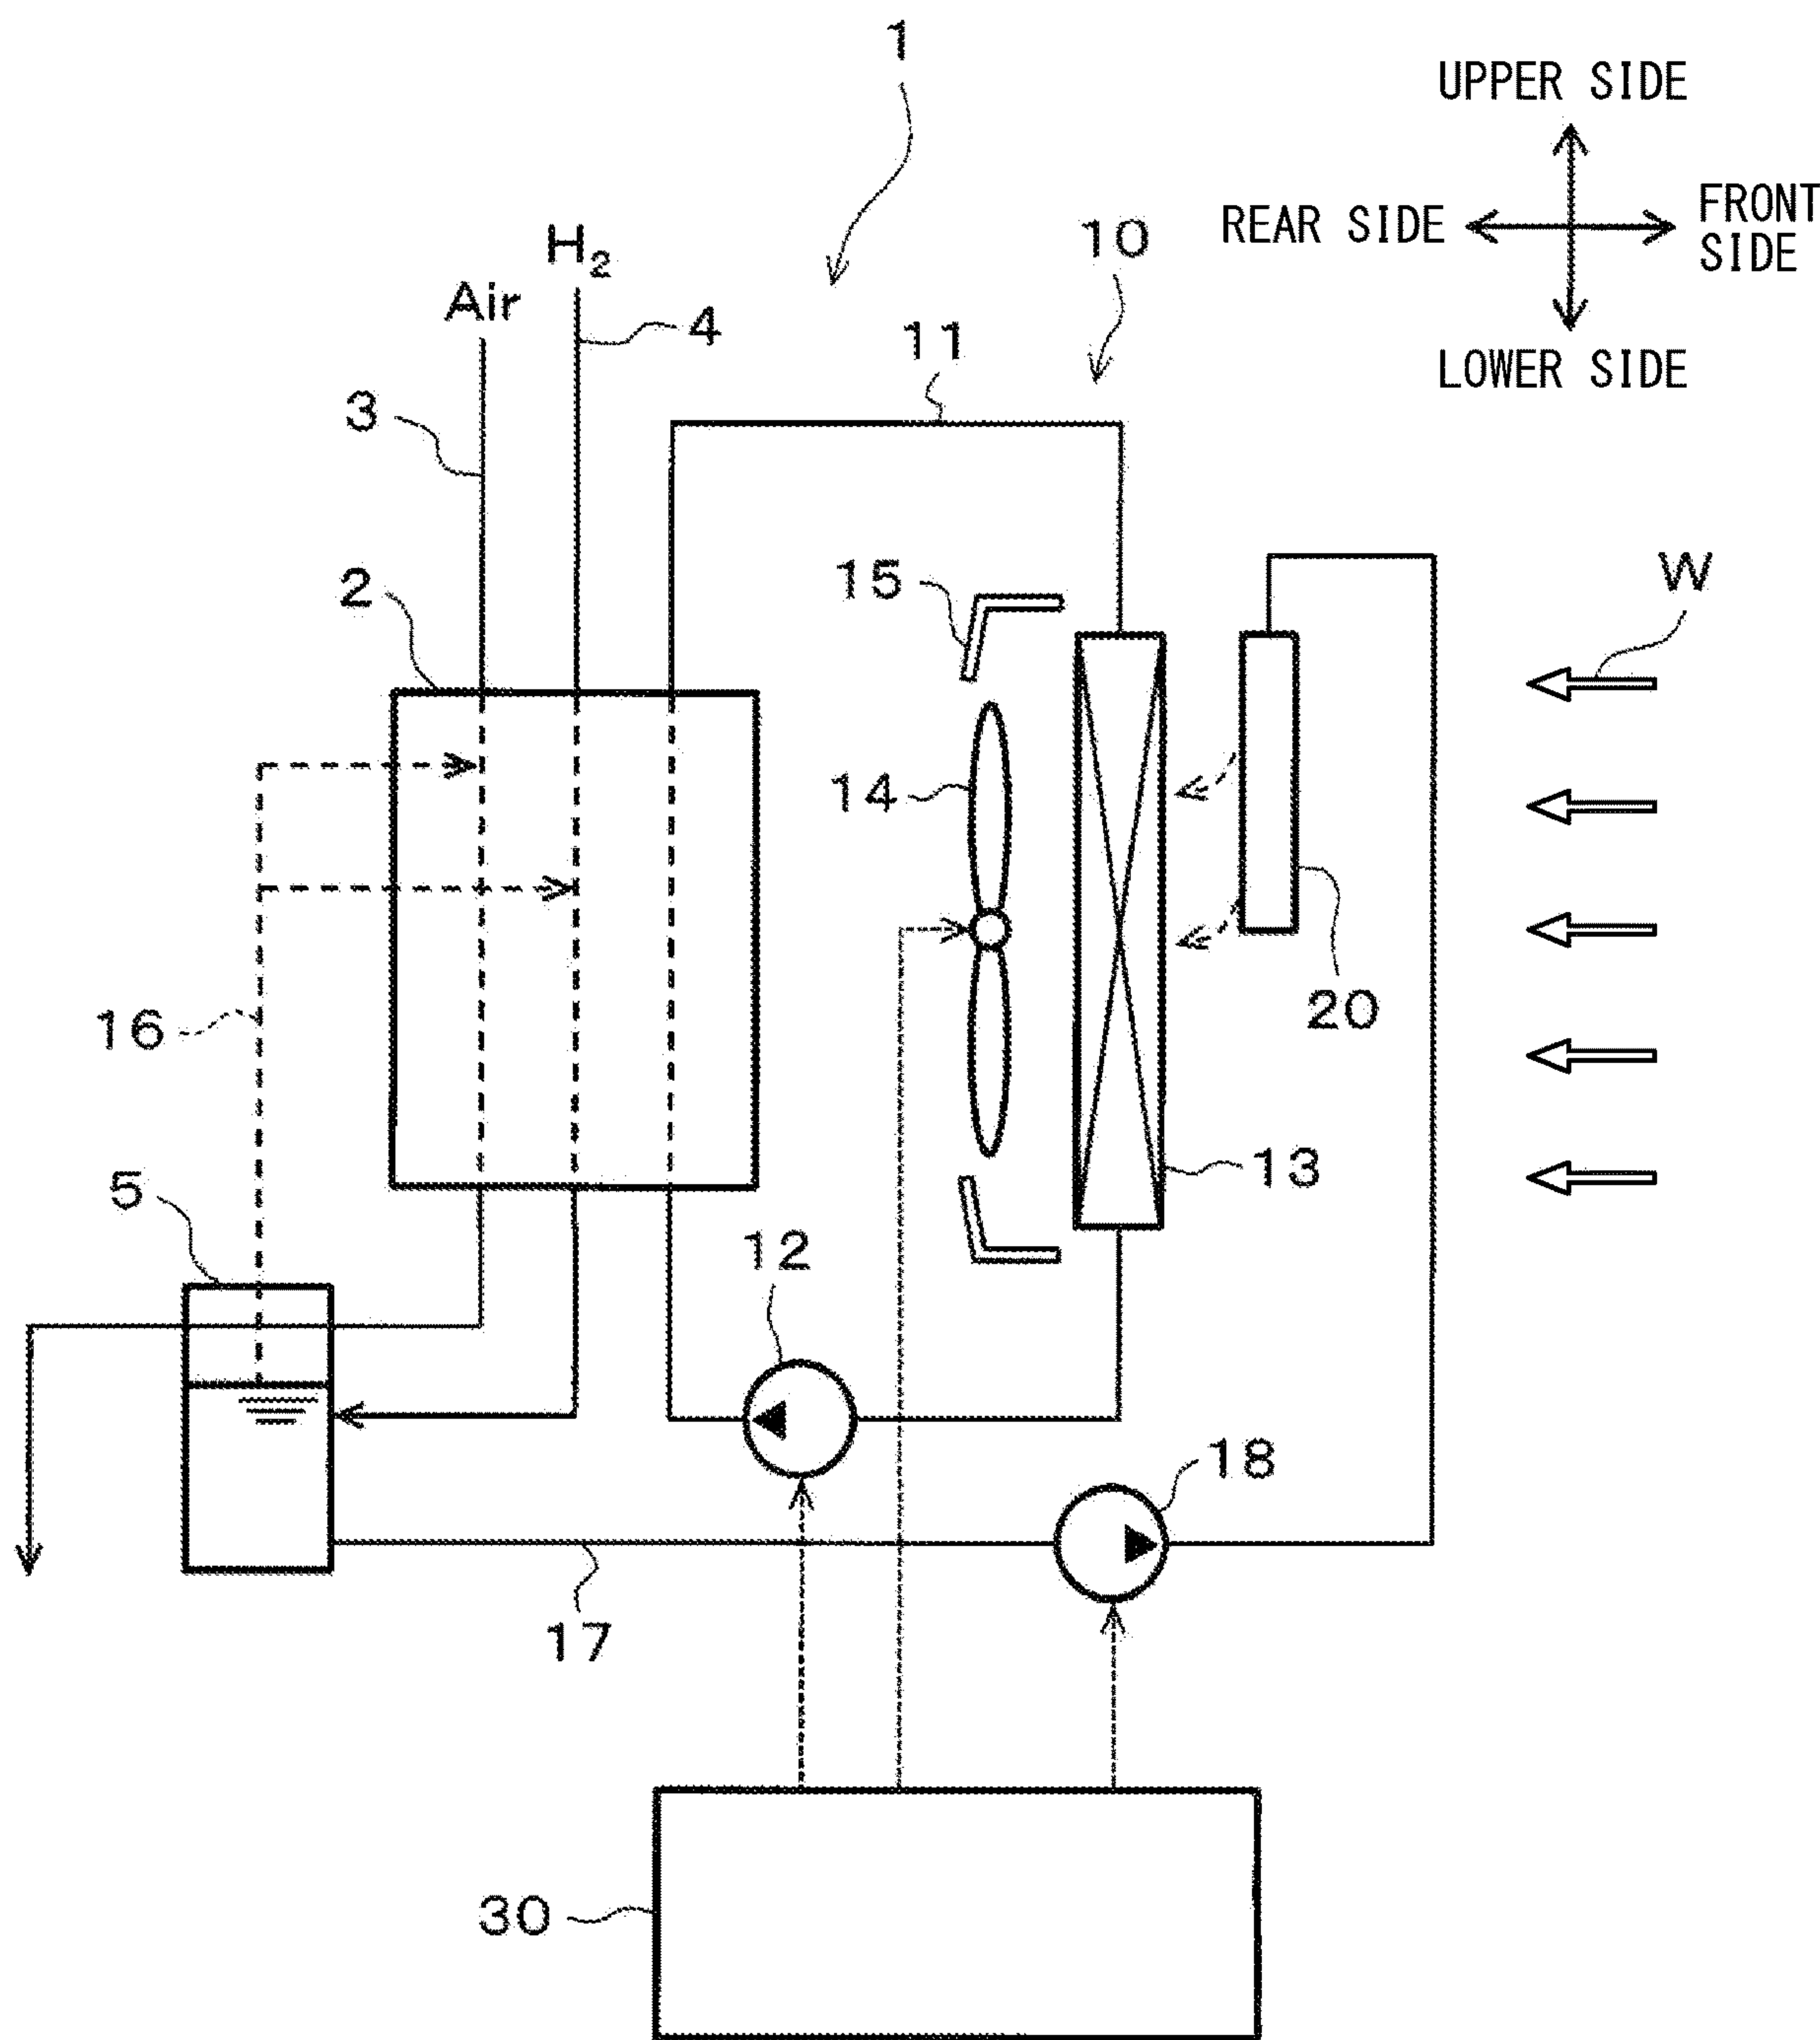 1
UPPER SIDE
REAR SIDE
FRONT
SIDE
LOWER SIDE
10
H₂
Air
4
11
3
15
W
2
14
20
16
13
5
12
18
17
30